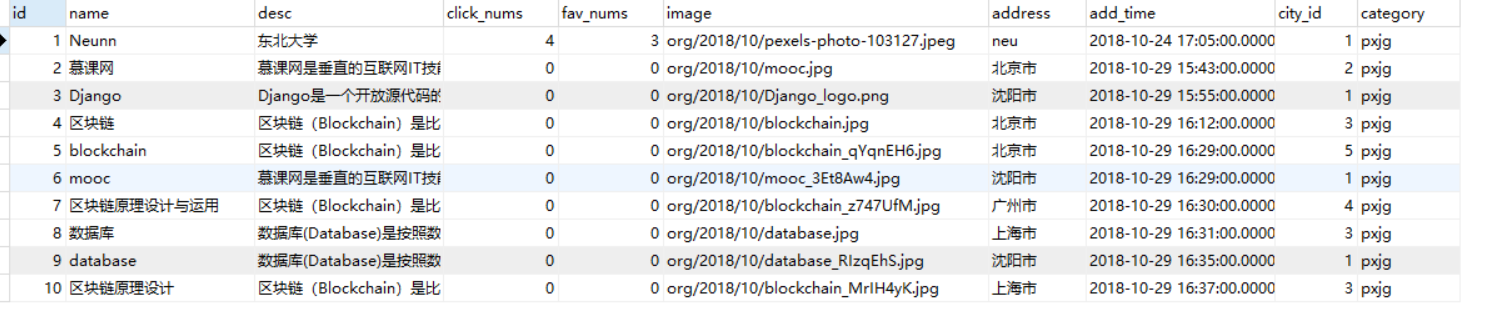 id name desc click_nums fav_nums image address add_time city_id category
1 Neunn 东北大学 4 3 org/2018/10/pexels-photo-103127.jpeg neu 2018-10-24 17:05:00.0000 1 pxjg
2 慕课网 慕课网是垂直的互联网IT技能 0 0 org/2018/10/mooc.jpg 北京市 2018-10-29 15:43:00.0000 2 pxjg
3 Django Django是一个开放源代码的 0 0 org/2018/10/Django_logo.png 沈阳市 2018-10-29 15:55:00.0000 1 pxjg
4 区块链 区块链（Blockchain）是比 0 0 org/2018/10/blockchain.jpg 北京市 2018-10-29 16:12:00.0000 3 pxjg
5 blockchain 区块链（Blockchain）是比 0 0 org/2018/10/blockchain_qYqnEH6.jpg 北京市 2018-10-29 16:29:00.0000 5 pxjg
6 mooc 慕课网是垂直的互联网IT技能 0 0 org/2018/10/mooc_3Et8Aw4.jpg 沈阳市 2018-10-29 16:29:00.0000 1 pxjg
7 区块链原理设计与运用 区块链（Blockchain）是比 0 0 org/2018/10/blockchain_z747UfM.jpg 广州市 2018-10-29 16:30:00.0000 4 pxjg
8 数据库 数据库(Database)是按照数 0 0 org/2018/10/database.jpg 上海市 2018-10-29 16:31:00.0000 3 pxjg
9 database 数据库(Database)是按照数 0 0 org/2018/10/database_RIzqEhS.jpg 沈阳市 2018-10-29 16:35:00.0000 1 pxjg
10 区块链原理设计 区块链（Blockchain）是比 0 0 org/2018/10/blockchain_MrIH4yK.jpg 上海市 2018-10-29 16:37:00.0000 3 pxjg